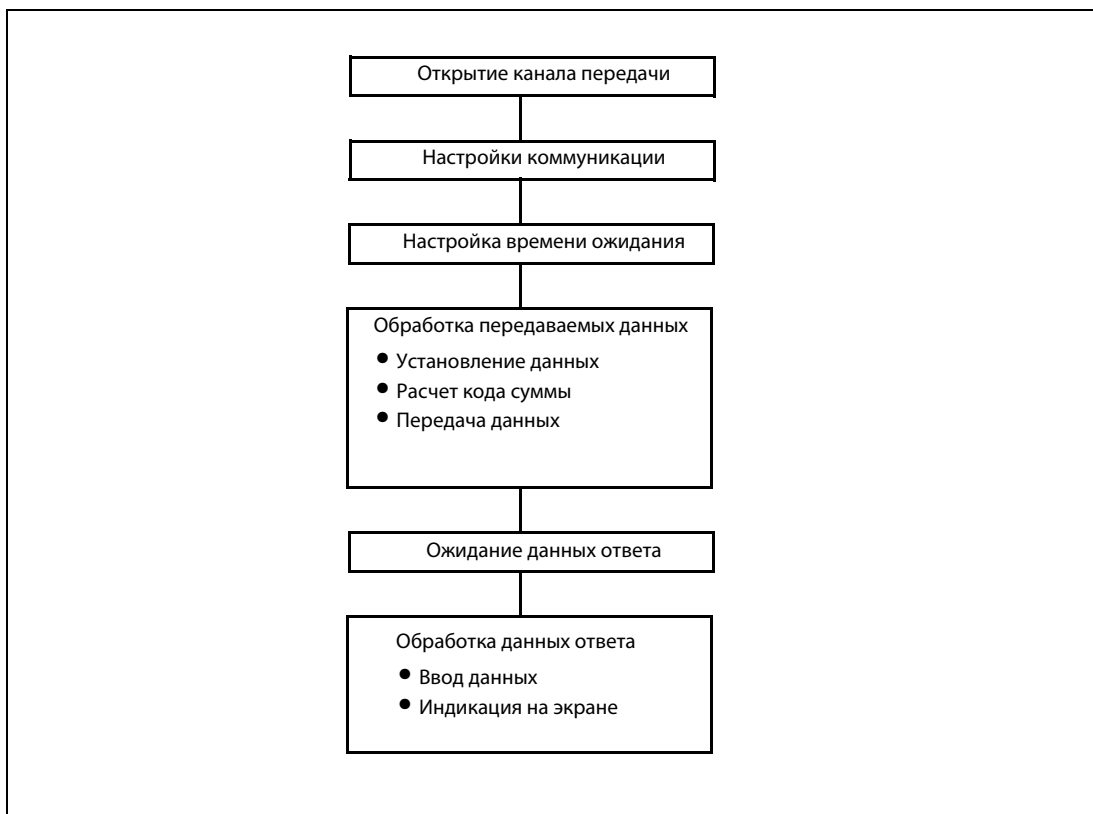 Открытие канала передачи
Настройки коммуникации
Настройка времени ожидания
Обработка передаваемых данных
● Установление данных
● Расчет кода суммы
● Передача данных
Ожидание данных ответа
Обработка данных ответа
● Ввод данных
● Индикация на экране